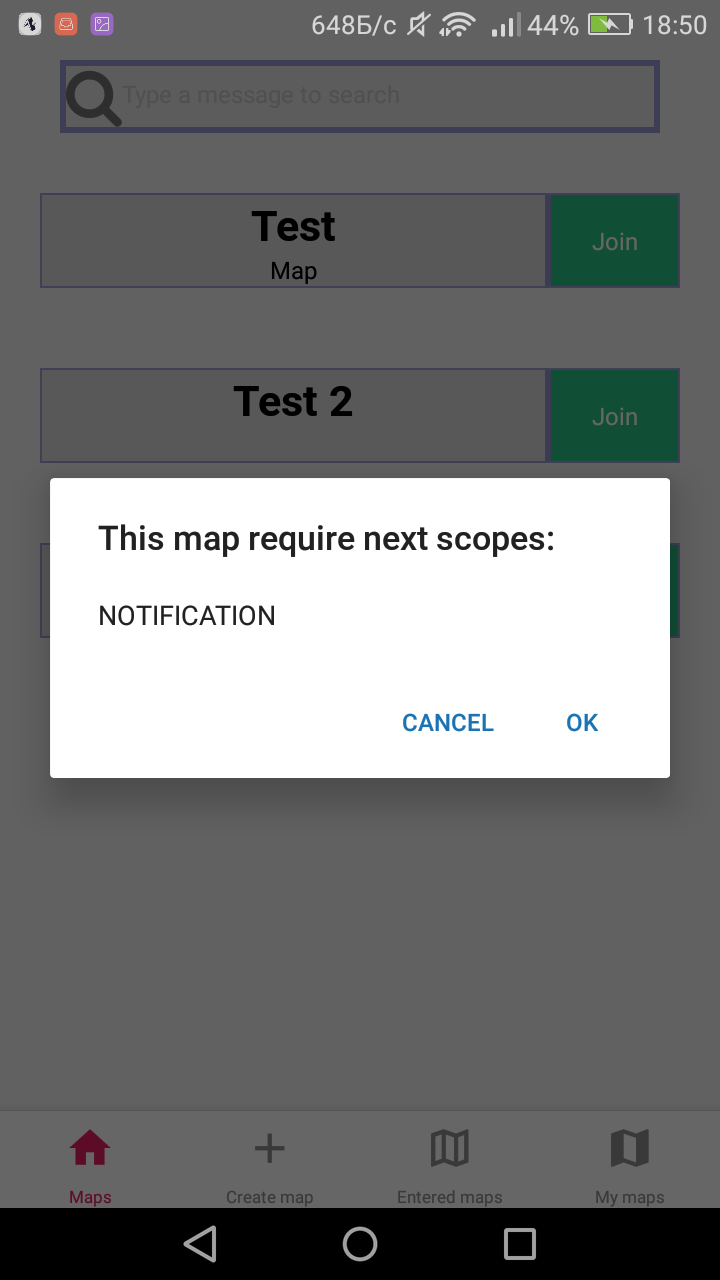 648Б/с 44% 18:50
Type a message to search
Test
Map
Join
Test 2
Join
This map require next scopes:
NOTIFICATION
CANCEL OK
Maps Create map Entered maps My maps